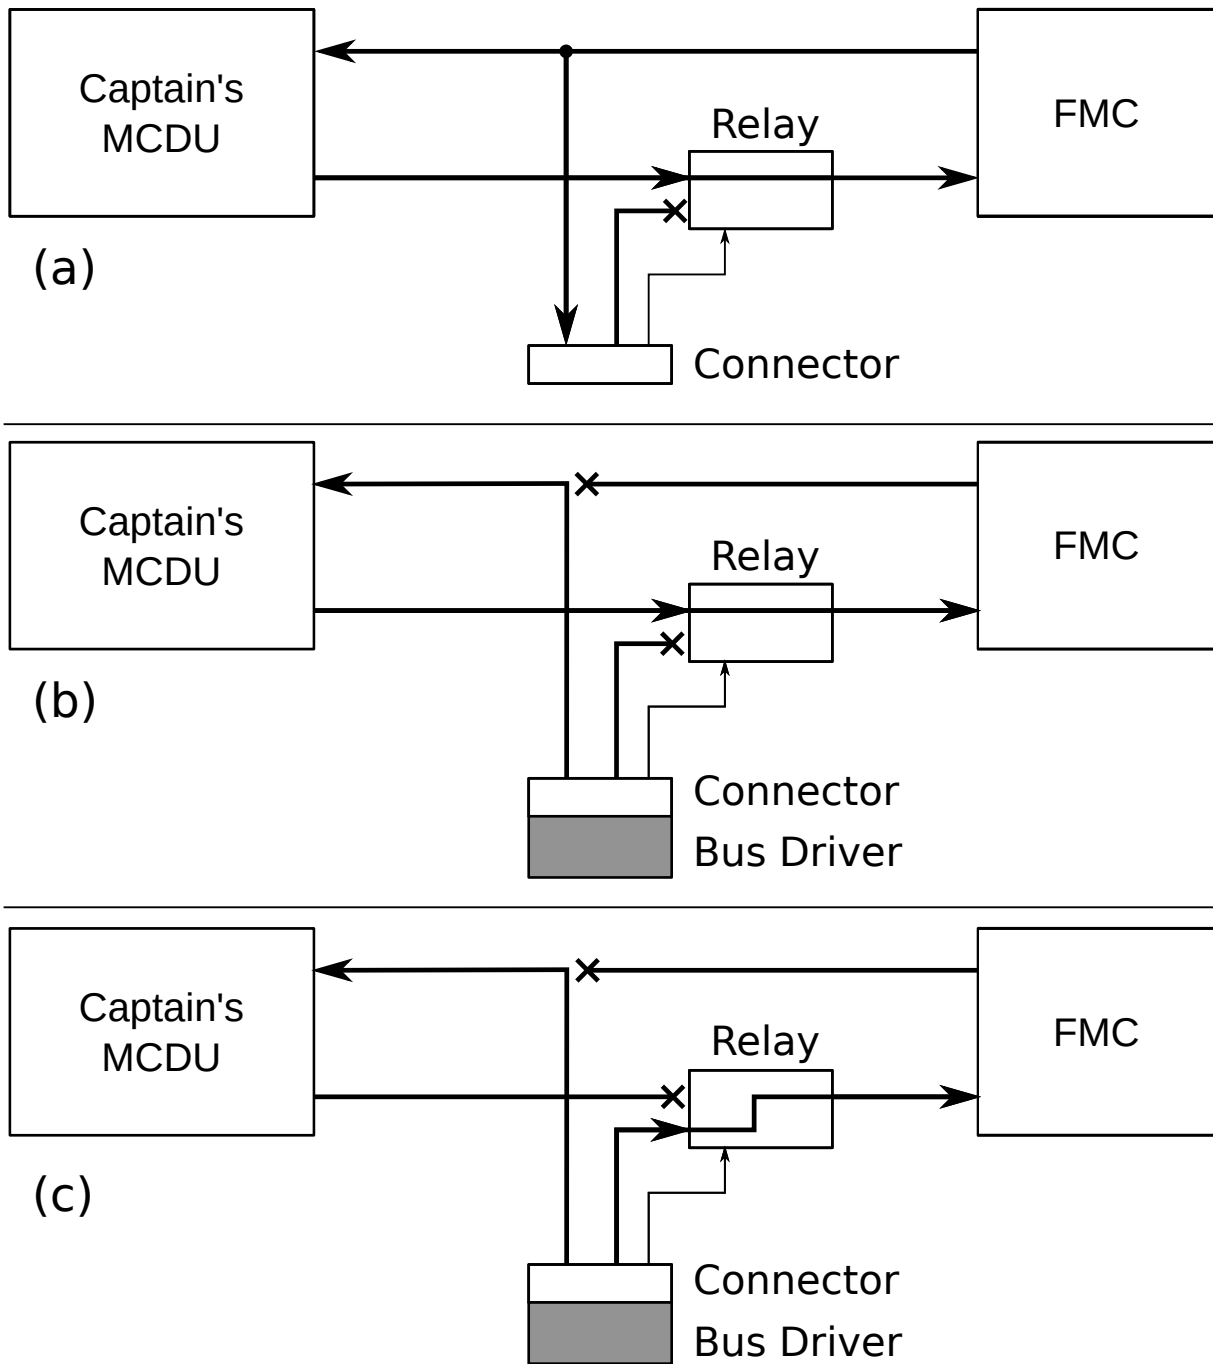 Captain's
MCDU
Relay
FMC
(a)
Connector
Captain's
MCDU
Relay
FMC
(b)
Connector
Bus Driver
Captain's
MCDU
Relay
FMC
(c)
Connector
Bus Driver